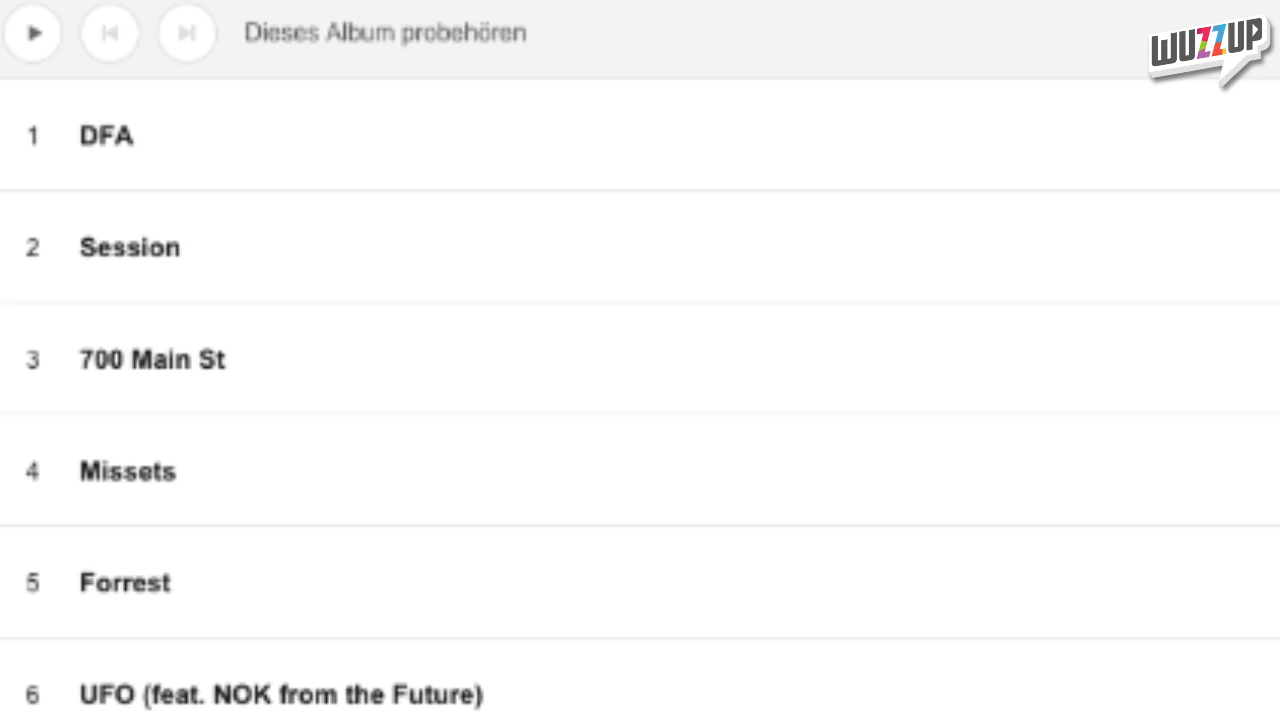 Dieses Album probehören
WUZZUP
1 DFA
2 Session
3 700 Main St
4 Missets
5 Forrest
6 UFO (feat. NOK from the Future)